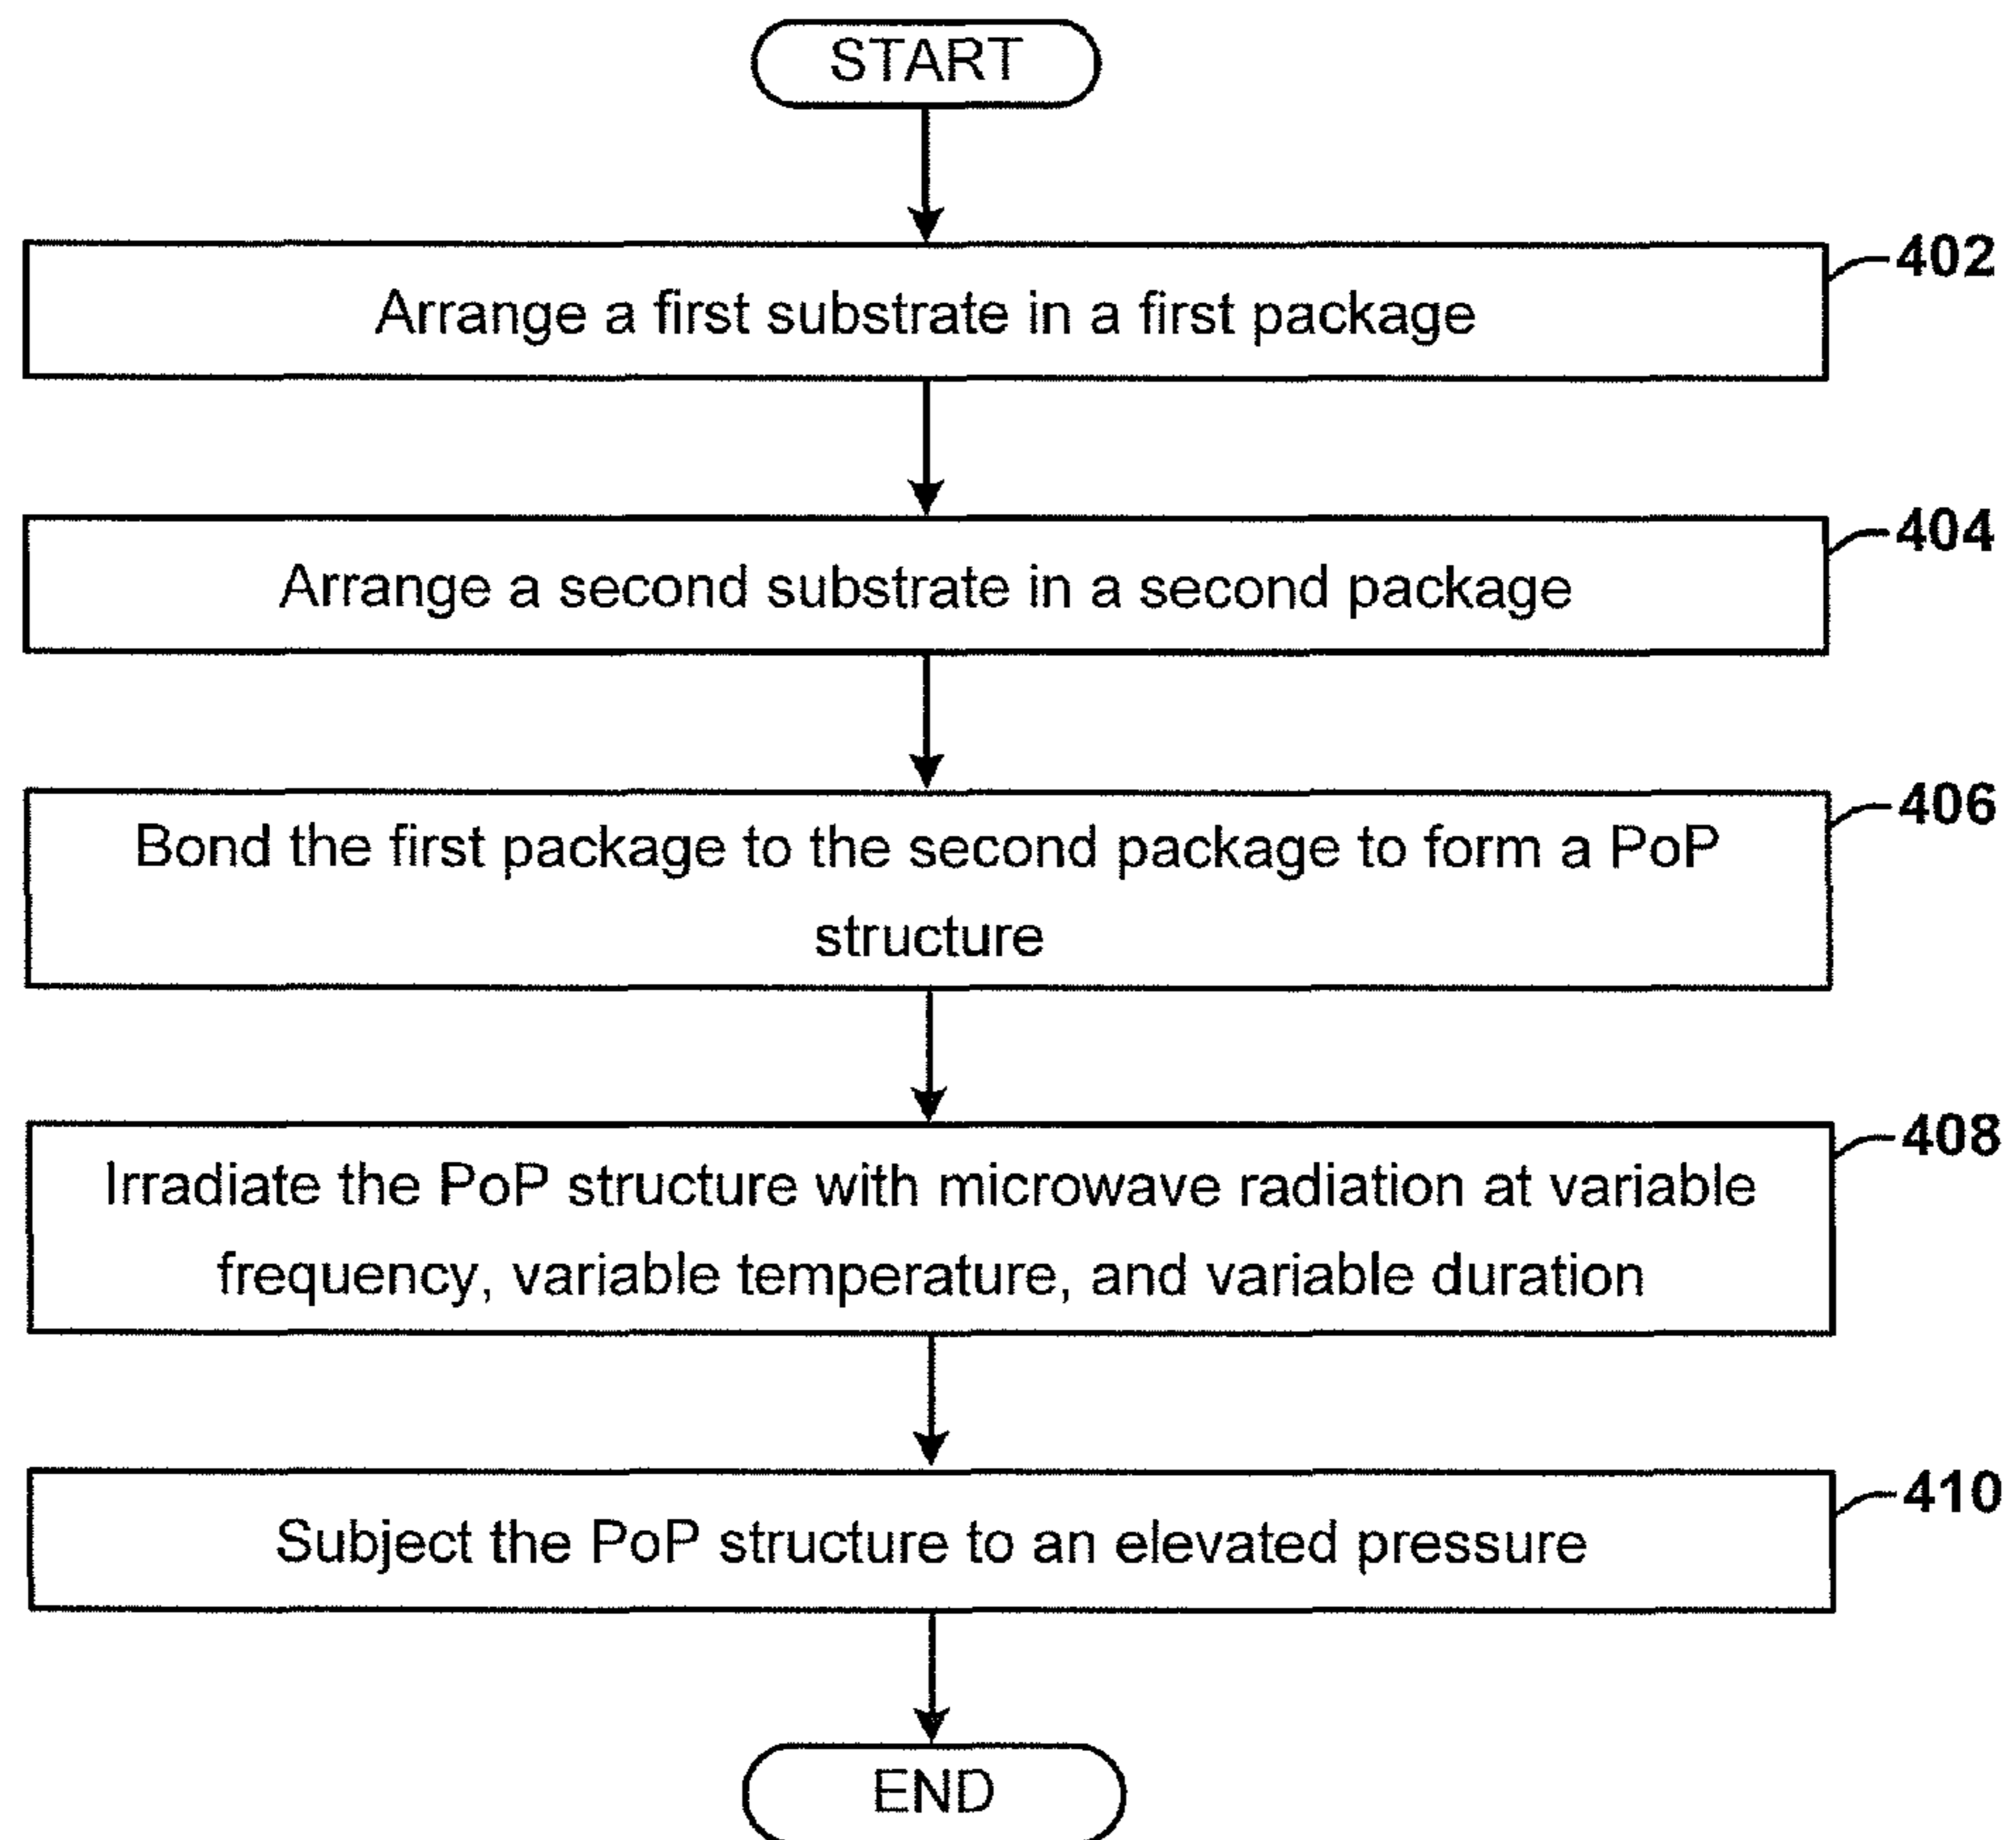 START
402
Arrange a first substrate in a first package
404
Arrange a second substrate in a second package
406
Bond the first package to the second package to form a PoP
structure
408
Irradiate the PoP structure with microwave radiation at variable
frequency, variable temperature, and variable duration
410
Subject the PoP structure to an elevated pressure
END